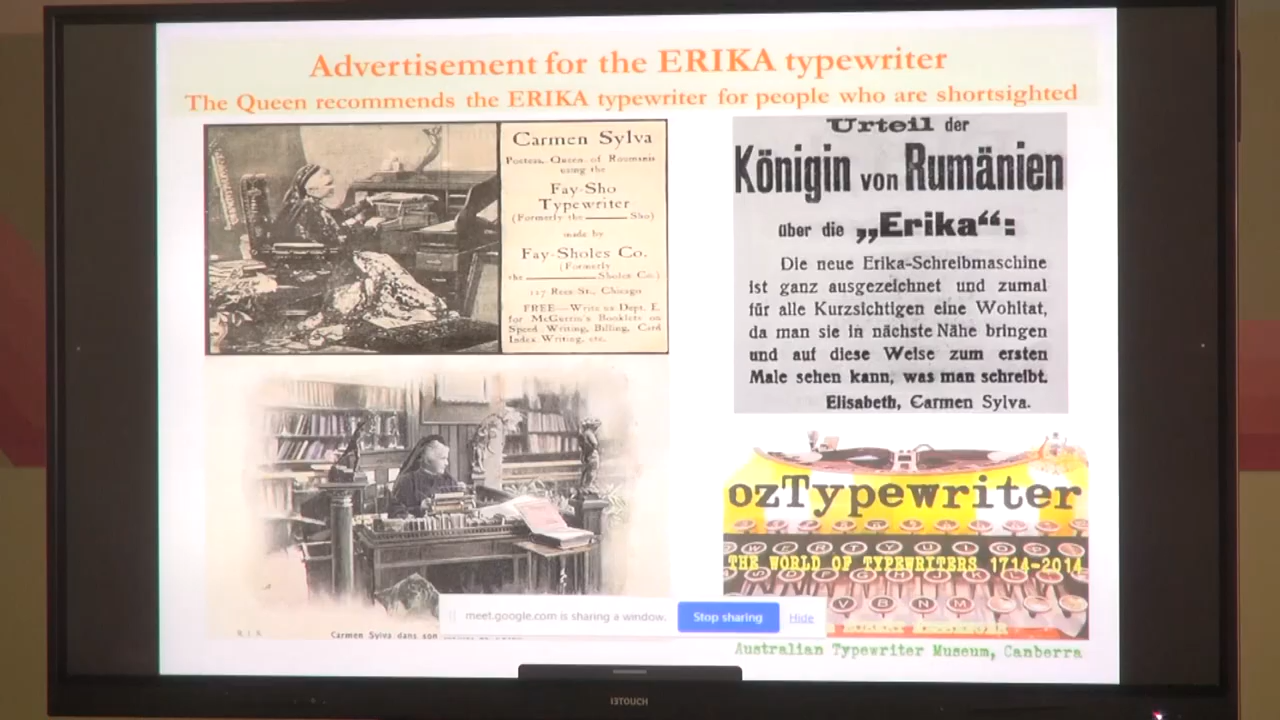 Advertisement for the ERIKA typewriter
The Queen recommends the ERIKA typewriter for people who are shortsighted
Carmen Sylva
Poetess, Queen of Roumania
using the
Fay-Sho
Typewriter
(Formerly the Sho)
made by
Fay-Sholes Co.
(Formerly
the Sholes Co.)
St., Chicago
FREE—Write us Dept. E
for McGurrin's Booklets on
Speed Writing, Billing, Card
Index Writing, etc.
Carmen Sylva dans son
Urteil der
Königin von Rumänien
über die „Erika“:
Die neue Erika-Schreibmaschine
ist ganz ausgezeichnet und zumal
für alle Kurzsichtigen eine Wohltat,
da man sie in nächste Nähe bringen
und auf diese Weise zum ersten
Male sehen kann, was man schreibt.
Elisabeth, Carmen Sylva.
ozTypewriter
THE WORLD OF TYPEWRITERS 1714-2014
Australian Typewriter Museum, Canberra
meet.google.com is sharing a window.
Stop sharing
Hide
i3TOUCH